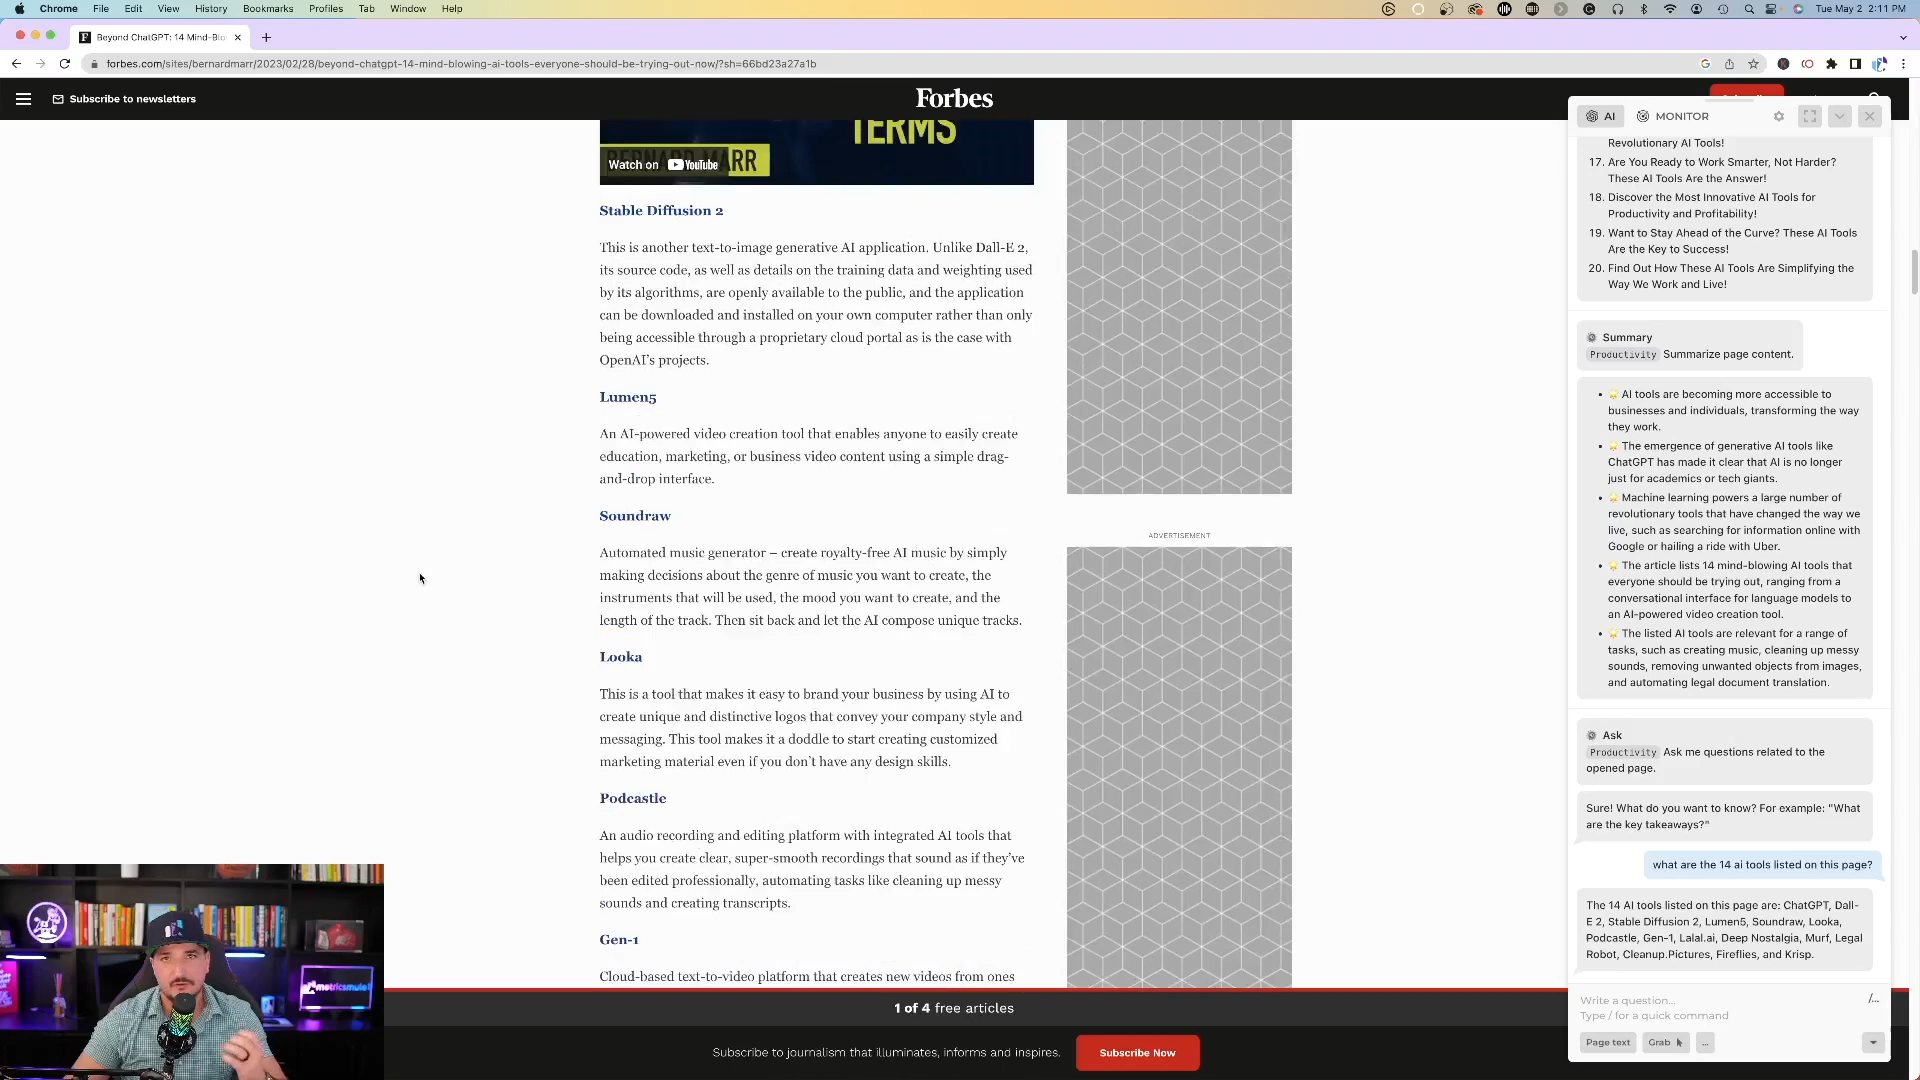 Chrome File Edit View History Bookmarks Profiles Tab Window Help
Tue May 2 2:11 PM
Beyond ChatGPT: 14 Mind-Blo
forbes.com/sites/bernardmarr/2023/02/28/beyond-chatgpt-14-mind-blowing-ai-tools-everyone-should-be-trying-out-now/?sh=66bd23a27a1b
Subscribe to newsletters
Forbes
TERMS
BERNARD MARR
Watch on YouTube
Stable Diffusion 2
This is another text-to-image generative AI application. Unlike Dall-E 2,
its source code, as well as details on the training data and weighting used
by its algorithms, are openly available to the public, and the application
can be downloaded and installed on your own computer rather than only
being accessible through a proprietary cloud portal as is the case with
OpenAI's projects.
Lumen5
An AI-powered video creation tool that enables anyone to easily create
education, marketing, or business video content using a simple drag-
and-drop interface.
Soundraw
Automated music generator – create royalty-free AI music by simply
making decisions about the genre of music you want to create, the
instruments that will be used, the mood you want to create, and the
length of the track. Then sit back and let the AI compose unique tracks.
Looka
This is a tool that makes it easy to brand your business by using AI to
create unique and distinctive logos that convey your company style and
messaging. This tool makes it a doddle to start creating customized
marketing material even if you don't have any design skills.
Podcastle
An audio recording and editing platform with integrated AI tools that
helps you create clear, super-smooth recordings that sound as if they've
been edited professionally, automating tasks like cleaning up messy
sounds and creating transcripts.
Gen-1
Cloud-based text-to-video platform that creates new videos from ones
ADVERTISEMENT
1 of 4 free articles
Subscribe to journalism that illuminates, informs and inspires.
Subscribe Now
AI MONITOR
Revolutionary AI Tools!
17. Are You Ready to Work Smarter, Not Harder?
These AI Tools Are the Answer!
18. Discover the Most Innovative AI Tools for
Productivity and Profitability!
19. Want to Stay Ahead of the Curve? These AI Tools
Are the Key to Success!
20. Find Out How These AI Tools Are Simplifying the
Way We Work and Live!
Summary
Productivity Summarize page content.
• AI tools are becoming more accessible to
businesses and individuals, transforming the way
they work.
• The emergence of generative AI tools like
ChatGPT has made it clear that AI is no longer
just for academics or tech giants.
• Machine learning powers a large number of
revolutionary tools that have changed the way we
live, such as searching for information online with
Google or hailing a ride with Uber.
• The article lists 14 mind-blowing AI tools that
everyone should be trying out, ranging from a
conversational interface for language models to
an AI-powered video creation tool.
• The listed AI tools are relevant for a range of
tasks, such as creating music, cleaning up messy
sounds, removing unwanted objects from images,
and automating legal document translation.
Ask
Productivity Ask me questions related to the
opened page.
Sure! What do you want to know? For example: "What
are the key takeaways?"
what are the 14 ai tools listed on this page?
The 14 AI tools listed on this page are: ChatGPT, Dall-
E 2, Stable Diffusion 2, Lumen5, Soundraw, Looka,
Podcastle, Gen-1, Lalal.ai, Deep Nostalgia, Murf, Legal
Robot, Cleanup.Pictures, Fireflies, and Krisp.
Write a question...
Type / for a quick command
/...
Page text Grab ...
metricsmule